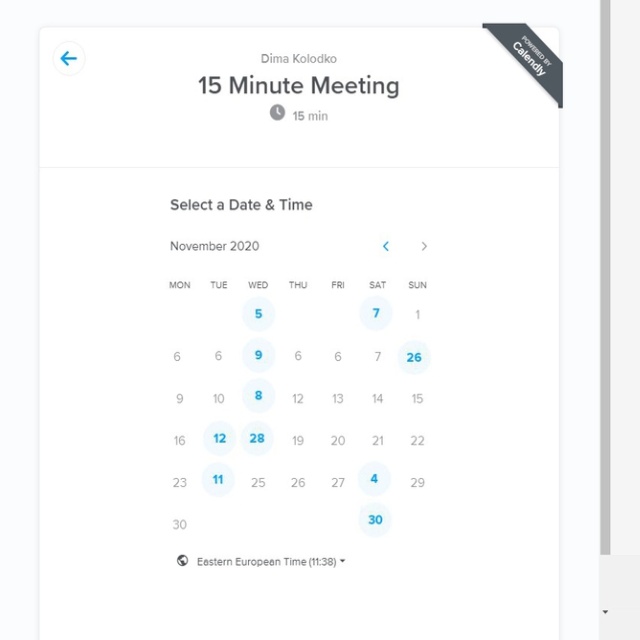 POWERED BY
Calendly
Dima Kolodko
15 Minute Meeting
15 min
Select a Date & Time
November 2020
MON TUE WED THU FRI SAT SUN
5 7 1
6 6 9 6 6 7 26
9 10 8 12 13 14 15
16 12 28 19 20 21 22
23 11 25 26 27 4 29
30 30
Eastern European Time (11:38)